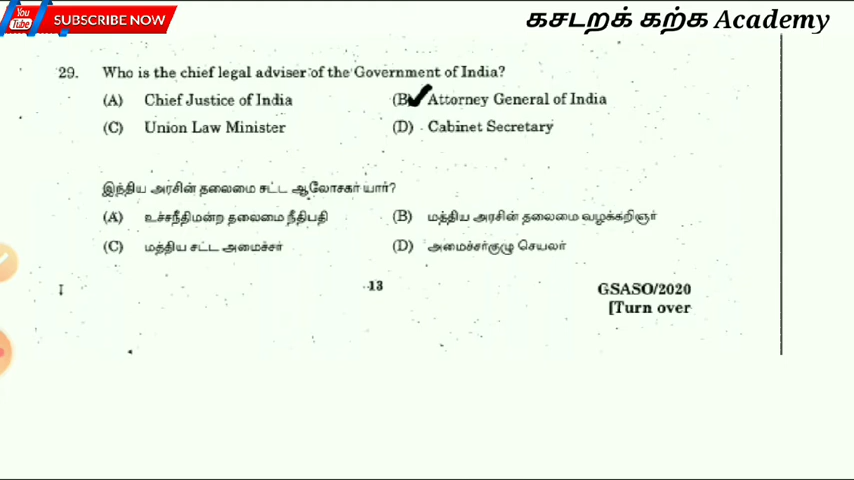 You
Tube
SUBSCRIBE NOW
கசடறக் கற்க Academy
29. Who is the chief legal adviser of the Government of India?
(A) Chief Justice of India (B) Attorney General of India
(C) Union Law Minister (D) Cabinet Secretary
இந்திய அரசின் தலைமை சட்ட ஆலோசகர் யார்?
(A) உச்சநீதிமன்ற தலைமை நீதிபதி (B) மத்திய அரசின் தலைமை வழக்கறிஞர்
(C) மத்திய சட்ட அமைச்சர் (D) அமைச்சர்குழு செயலர்
I 13 GSASO/2020
[Turn over